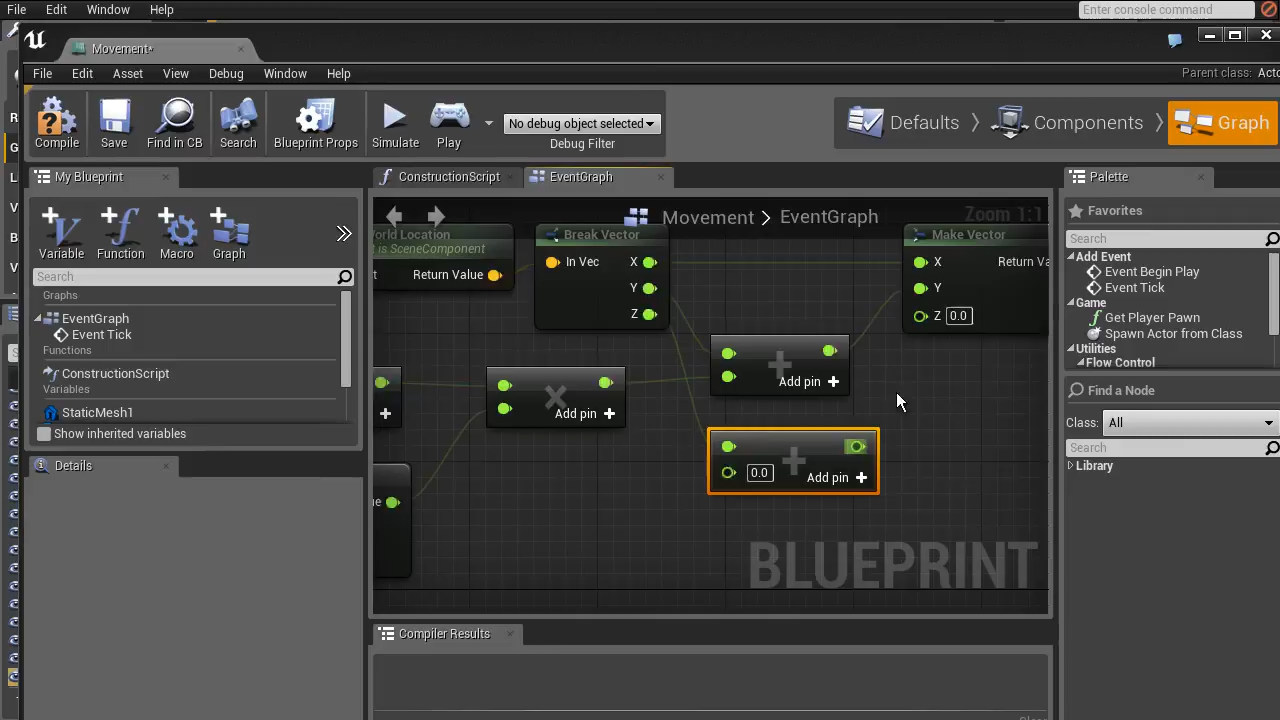 File Edit Window Help
Enter console command
Movement*
File Edit Asset View Debug Window Help
Parent class: Acto
Compile Save Find in CB Search Blueprint Props Simulate Play
No debug object selected
Debug Filter
Defaults Components Graph
My Blueprint
Variable Function Macro Graph
Search
Graphs
EventGraph
Event Tick
Functions
ConstructionScript
Variables
StaticMesh1
Show inherited variables
Details
ConstructionScript EventGraph
Movement > EventGraph
Zoom 1:1
World Location
t is SceneComponent
Return Value
Break Vector
In Vec X
Y
Z
Make Vector
X Return Va
Y
Z 0.0
Add pin
Add pin
0.0 Add pin
BLUEPRINT
Compiler Results
Palette
Favorites
Search
Add Event
Event Begin Play
Event Tick
Game
Get Player Pawn
Spawn Actor from Class
Utilities
Flow Control
Find a Node
Class: All
Search
Library